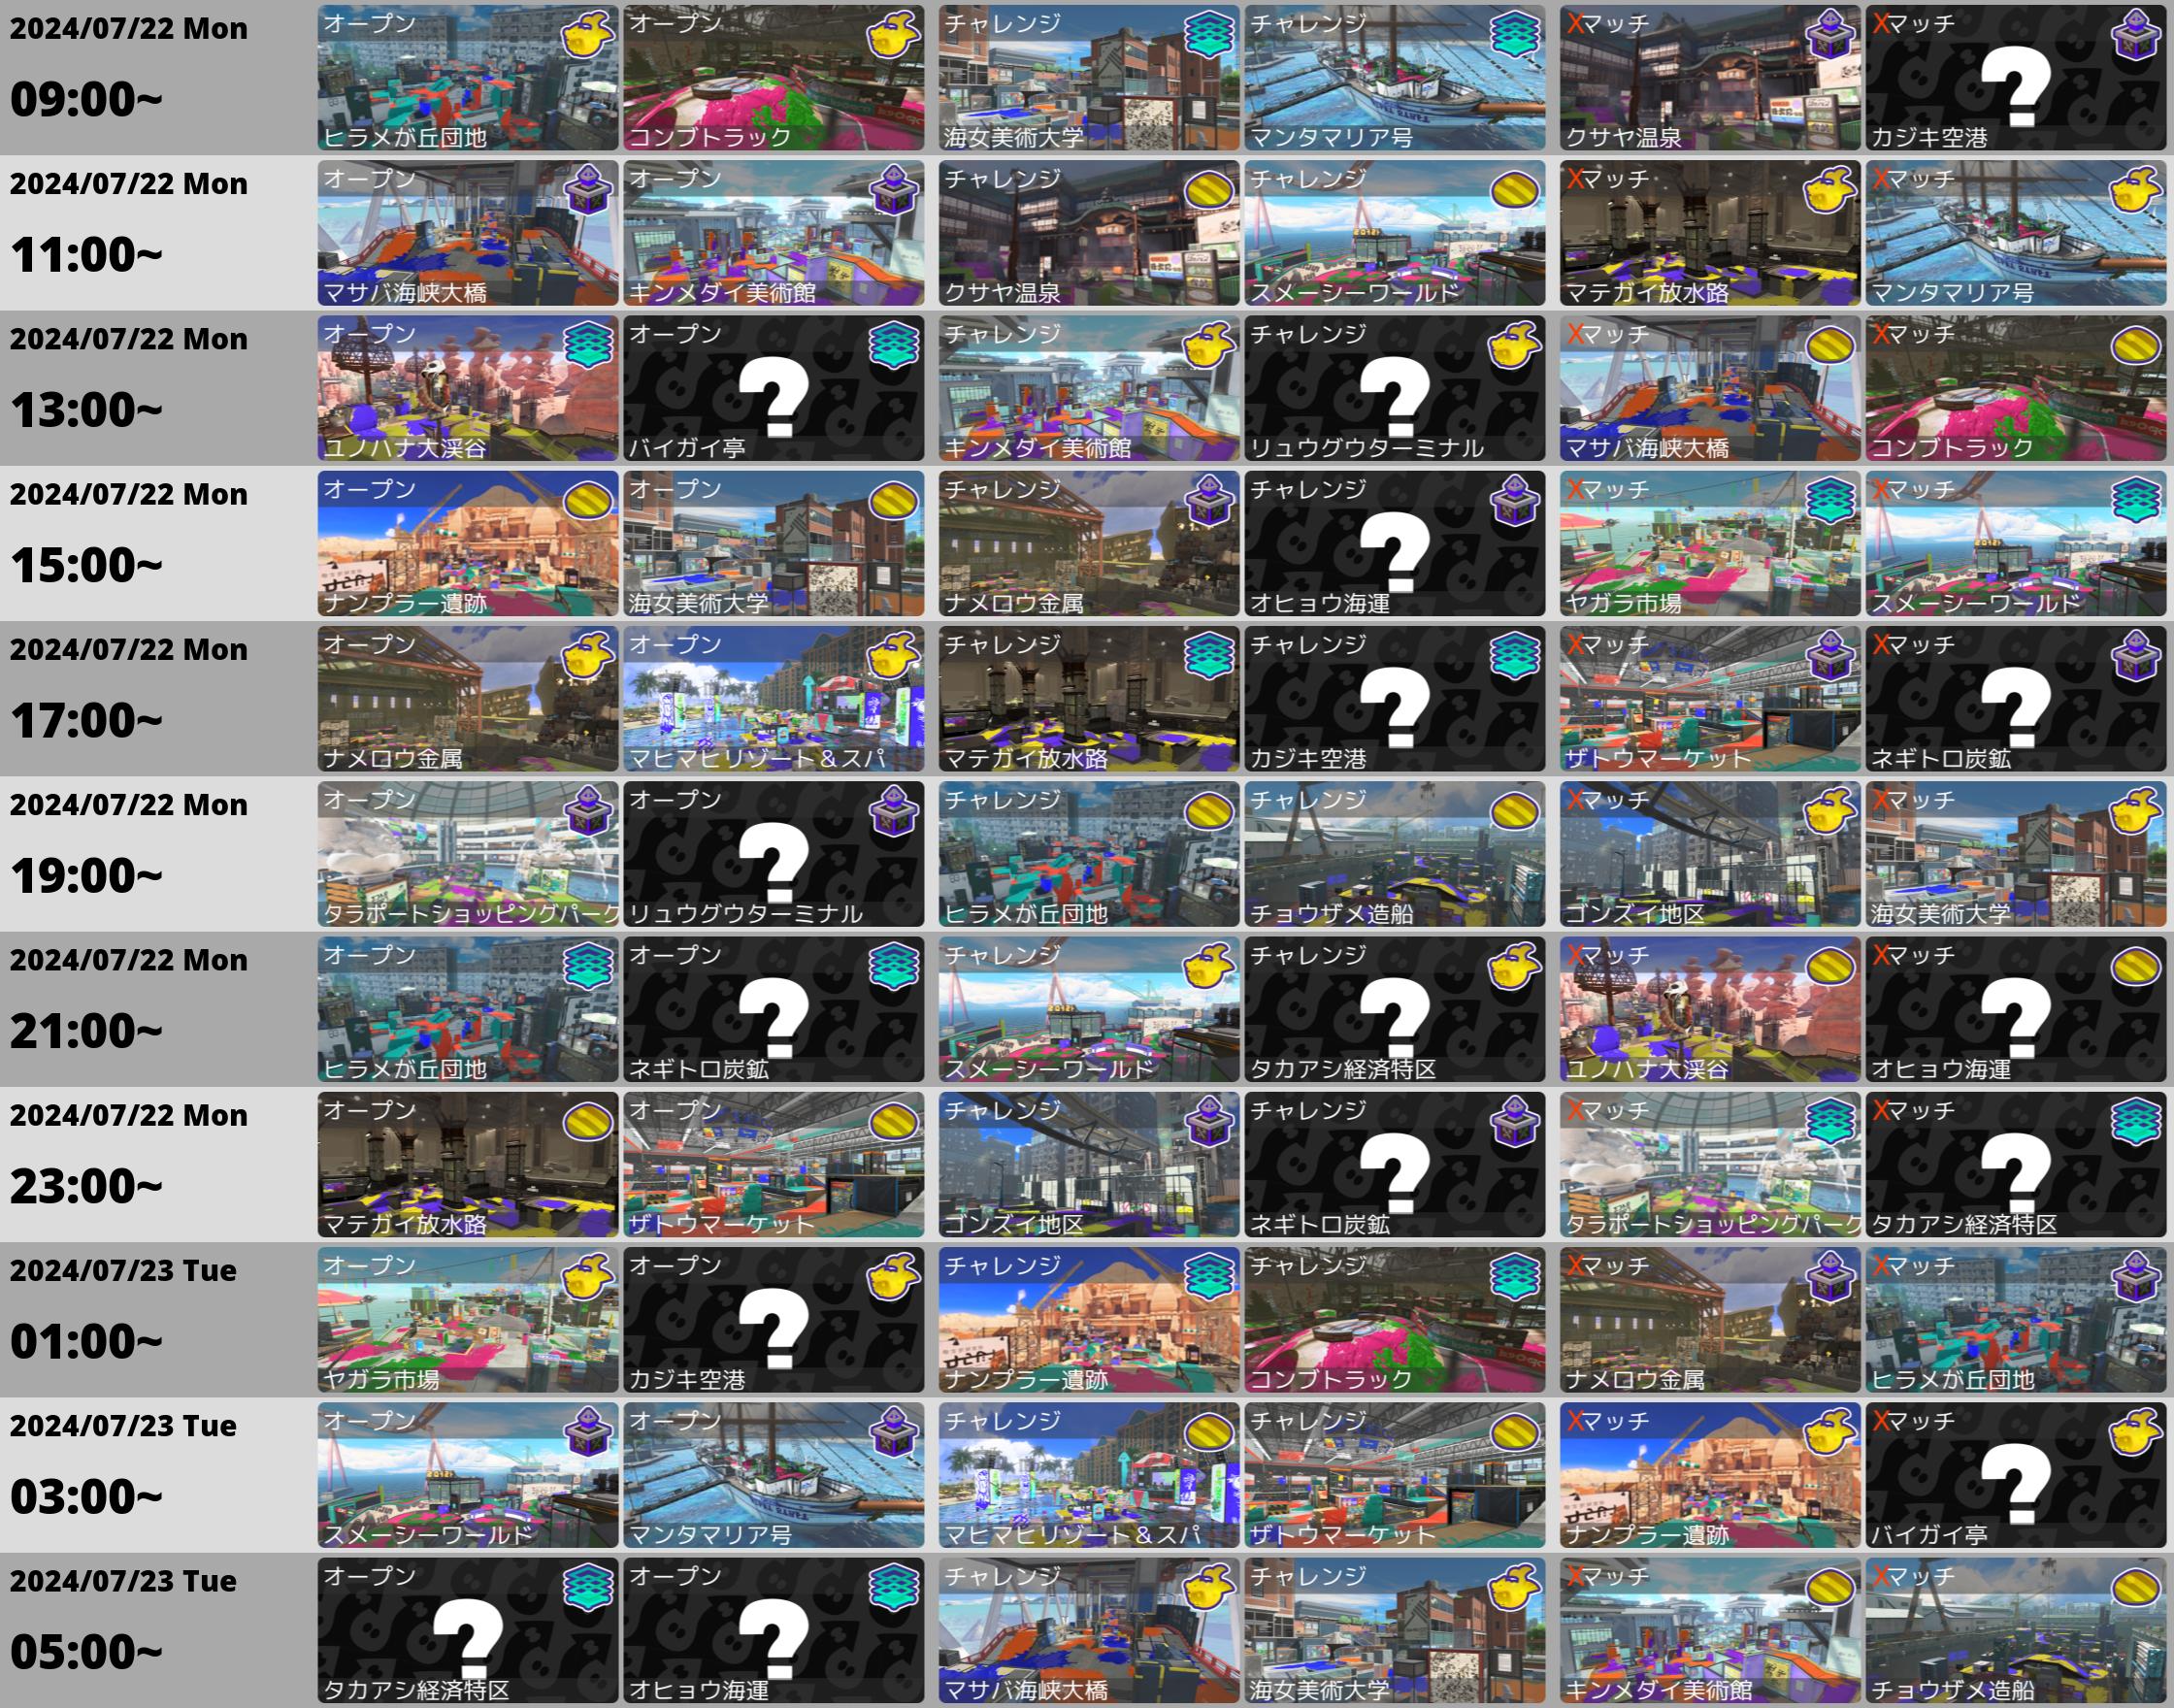 2024/07/22 Mon
09:00~
オープン
ヒラメが丘団地
オープン
コンブトラック
チャレンジ
海女美術大学
チャレンジ
マンタマリア号
Xマッチ
クサヤ温泉
Xマッチ
?
カジキ空港
2024/07/22 Mon
11:00~
オープン
マサバ海峡大橋
オープン
キンメダイ美術館
チャレンジ
クサヤ温泉
チャレンジ
スメーシーワールド
Xマッチ
マテガイ放水路
Xマッチ
マンタマリア号
2024/07/22 Mon
13:00~
オープン
ユノハナ大渓谷
オープン
?
バイガイ亭
チャレンジ
キンメダイ美術館
チャレンジ
?
リュウグウターミナル
Xマッチ
マサバ海峡大橋
Xマッチ
コンブトラック
2024/07/22 Mon
15:00~
オープン
ナンプラー遺跡
オープン
海女美術大学
チャレンジ
ナメロウ金属
チャレンジ
?
オヒョウ海運
Xマッチ
ヤガラ市場
Xマッチ
スメーシーワールド
2024/07/22 Mon
17:00~
オープン
ナメロウ金属
オープン
マヒマヒリゾート＆スパ
チャレンジ
マテガイ放水路
チャレンジ
?
カジキ空港
Xマッチ
ザトウマーケット
Xマッチ
?
ネギトロ炭鉱
2024/07/22 Mon
19:00~
オープン
タラポートショッピングパーク
オープン
?
リュウグウターミナル
チャレンジ
ヒラメが丘団地
チャレンジ
チョウザメ造船
Xマッチ
ゴンズイ地区
Xマッチ
海女美術大学
2024/07/22 Mon
21:00~
オープン
ヒラメが丘団地
オープン
?
ネギトロ炭鉱
チャレンジ
スメーシーワールド
チャレンジ
?
タカアシ経済特区
Xマッチ
ユノハナ大渓谷
Xマッチ
?
オヒョウ海運
2024/07/22 Mon
23:00~
オープン
マテガイ放水路
オープン
ザトウマーケット
チャレンジ
ゴンズイ地区
チャレンジ
?
ネギトロ炭鉱
Xマッチ
タラポートショッピングパーク
Xマッチ
?
タカアシ経済特区
2024/07/23 Tue
01:00~
オープン
ヤガラ市場
オープン
?
カジキ空港
チャレンジ
ナンプラー遺跡
チャレンジ
コンブトラック
Xマッチ
ナメロウ金属
Xマッチ
ヒラメが丘団地
2024/07/23 Tue
03:00~
オープン
スメーシーワールド
オープン
マンタマリア号
チャレンジ
マヒマヒリゾート＆スパ
チャレンジ
ザトウマーケット
Xマッチ
ナンプラー遺跡
Xマッチ
?
バイガイ亭
2024/07/23 Tue
05:00~
オープン
?
タカアシ経済特区
オープン
?
オヒョウ海運
チャレンジ
マサバ海峡大橋
チャレンジ
海女美術大学
Xマッチ
キンメダイ美術館
Xマッチ
チョウザメ造船